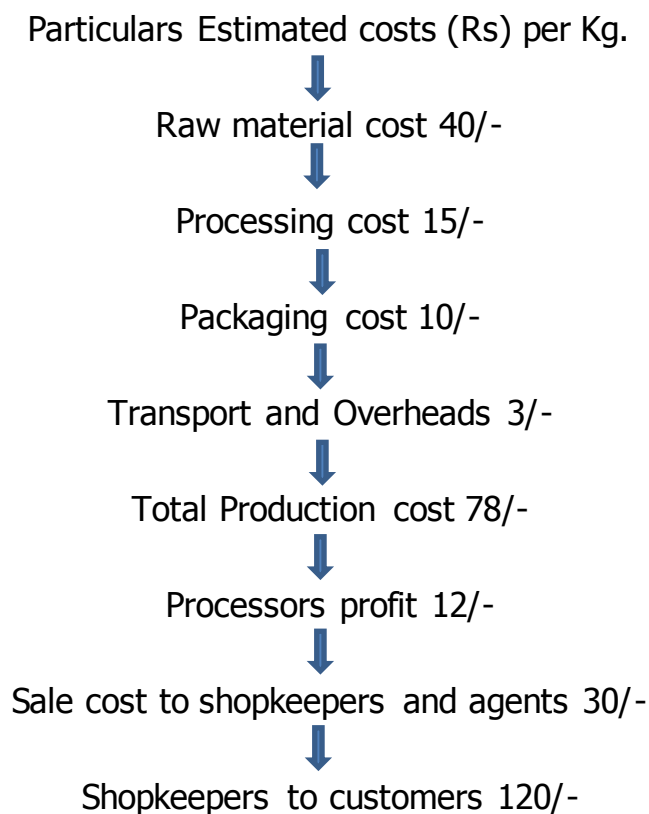 Particulars Estimated costs (Rs) per Kg.
Raw material cost 40/-
Processing cost 15/-
Packaging cost 10/-
Transport and Overheads 3/-
Total Production cost 78/-
Processors profit 12/-
Sale cost to shopkeepers and agents 30/-
Shopkeepers to customers 120/-